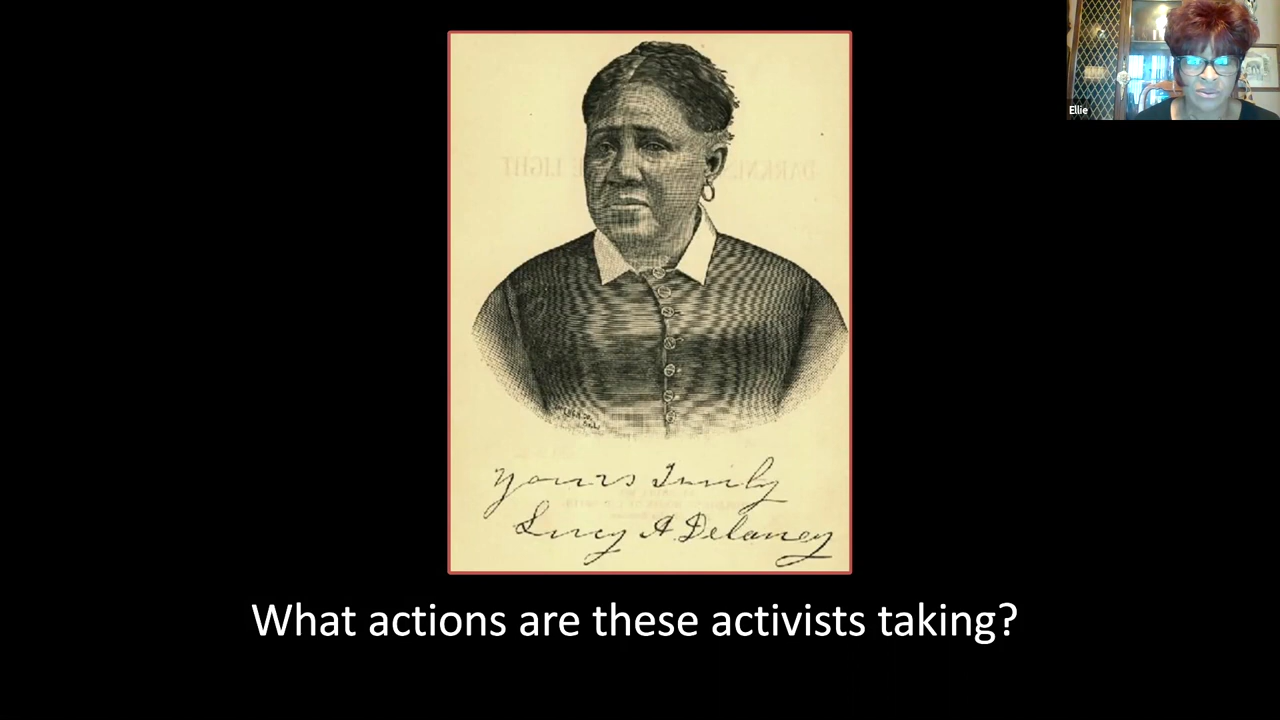 Ellie
Yours Truly
Lucy A. Delaney
What actions are these activists taking?